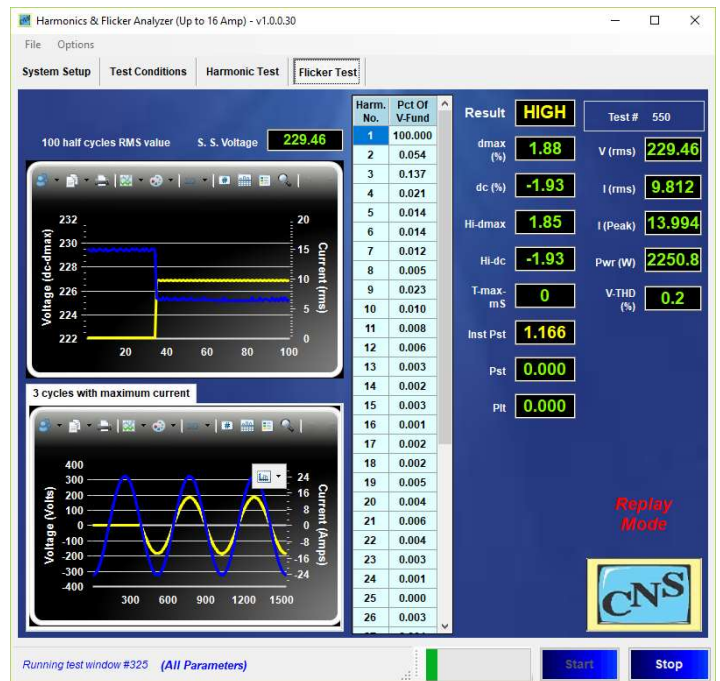 Harmonics & Flicker Analyzer (Up to 16 Amp) - v1.0.0.30
File Options
System Setup Test Conditions Harmonic Test Flicker Test
100 half cycles RMS value S. S. Voltage 229.46
232
230
228
226
224
222
20
15
10
5
0
Voltage (dc-dmax)
Current (rms)
20 40 60 80 100
3 cycles with maximum current
400
300
200
100
0
-100
-200
-300
-400
24
16
8
0
-8
-16
-24
Voltage (Volts)
Current (Amps)
300 600 900 1200 1500
Harm. No. Pct Of V-Fund
1 100.000
2 0.054
3 0.137
4 0.021
5 0.014
6 0.014
7 0.012
8 0.005
9 0.023
10 0.010
11 0.008
12 0.006
13 0.003
14 0.002
15 0.003
16 0.001
17 0.002
18 0.002
19 0.005
20 0.004
21 0.006
22 0.004
23 0.003
24 0.001
25 0.000
26 0.003
Result HIGH
dmax (%) 1.88
dc (%) -1.93
Hi-dmax 1.85
Hi-dc -1.93
T-max-mS 0
Inst Pst 1.166
Pst 0.000
Plt 0.000
Test # 550
V (rms) 229.46
I (rms) 9.812
I (Peak) 13.994
Pwr (W) 2250.8
V-THD (%) 0.2
Replay
Mode
CNS
Running test window #325 (All Parameters)
Start Stop